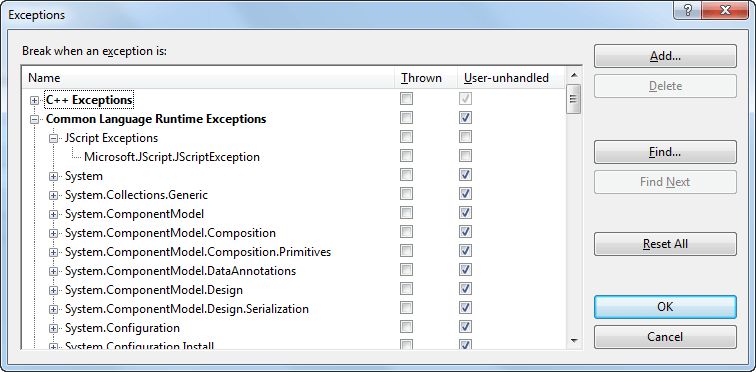 Exceptions
Break when an exception is:
Name Thrown User-unhandled
C++ Exceptions
Common Language Runtime Exceptions
JScript Exceptions
Microsoft.JScript.JScriptException
System
System.Collections.Generic
System.ComponentModel
System.ComponentModel.Composition
System.ComponentModel.Composition.Primitives
System.ComponentModel.DataAnnotations
System.ComponentModel.Design
System.ComponentModel.Design.Serialization
System.Configuration
System.Configuration.Install
Add...
Delete
Find...
Find Next
Reset All
OK
Cancel